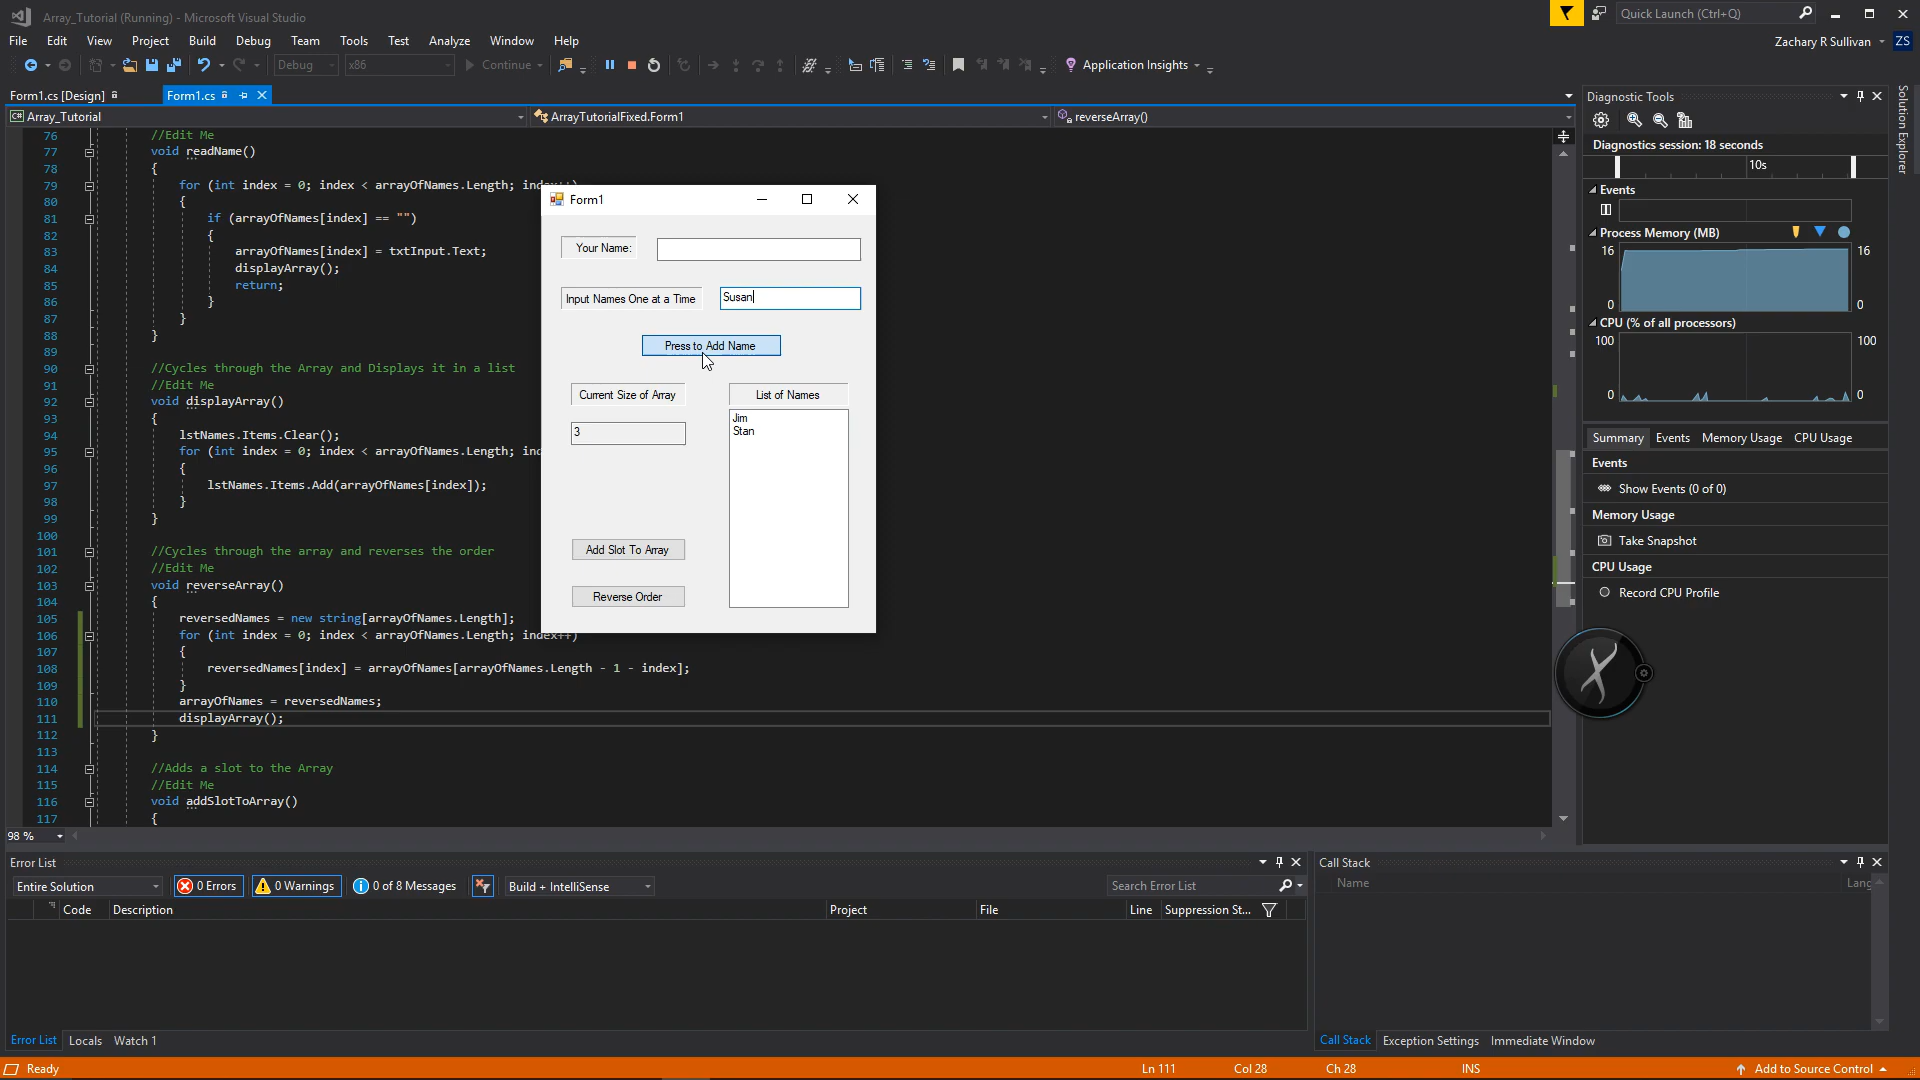 Array_Tutorial (Running) - Microsoft Visual Studio
Quick Launch (Ctrl+Q)
File Edit View Project Build Debug Team Tools Test Analyze Window Help
Zachary R Sullivan ZS
Debug x86 Continue Application Insights
Form1.cs [Design] Form1.cs
Array_Tutorial ArrayTutorialFixed.Form1 reverseArray()
76 //Edit Me
77 void readName()
78 {
79 for (int index = 0; index < arrayOfNames.Length; index++)
80 {
81 if (arrayOfNames[index] == "")
82 {
83 arrayOfNames[index] = txtInput.Text;
84 displayArray();
85 return;
86 }
87 }
88 }
89
90 //Cycles through the Array and Displays it in a list
91 //Edit Me
92 void displayArray()
93 {
94 lstNames.Items.Clear();
95 for (int index = 0; index < arrayOfNames.Length; ind
96 {
97 lstNames.Items.Add(arrayOfNames[index]);
98 }
99 }
100
101 //Cycles through the array and reverses the order
102 //Edit Me
103 void reverseArray()
104 {
105 reversedNames = new string[arrayOfNames.Length];
106 for (int index = 0; index < arrayOfNames.Length; index++)
107 {
108 reversedNames[index] = arrayOfNames[arrayOfNames.Length - 1 - index];
109 }
110 arrayOfNames = reversedNames;
111 displayArray();
112 }
113
114 //Adds a slot to the Array
115 //Edit Me
116 void addSlotToArray()
117 {
98 %
Form1
Your Name:
Input Names One at a Time Susan
Press to Add Name
Current Size of Array List of Names
3
Jim
Stan
Add Slot To Array
Reverse Order
Diagnostic Tools
Diagnostics session: 18 seconds
10s
Events
Process Memory (MB)
16 16
0 0
CPU (% of all processors)
100 100
0 0
Summary Events Memory Usage CPU Usage
Events
Show Events (0 of 0)
Memory Usage
Take Snapshot
CPU Usage
Record CPU Profile
Solution Explorer
Error List
Entire Solution 0 Errors 0 Warnings 0 of 8 Messages Build + IntelliSense Search Error List
Code Description Project File Line Suppression St...
Error List Locals Watch 1
Call Stack
Name Lang
Call Stack Exception Settings Immediate Window
Ready Ln 111 Col 28 Ch 28 INS Add to Source Control